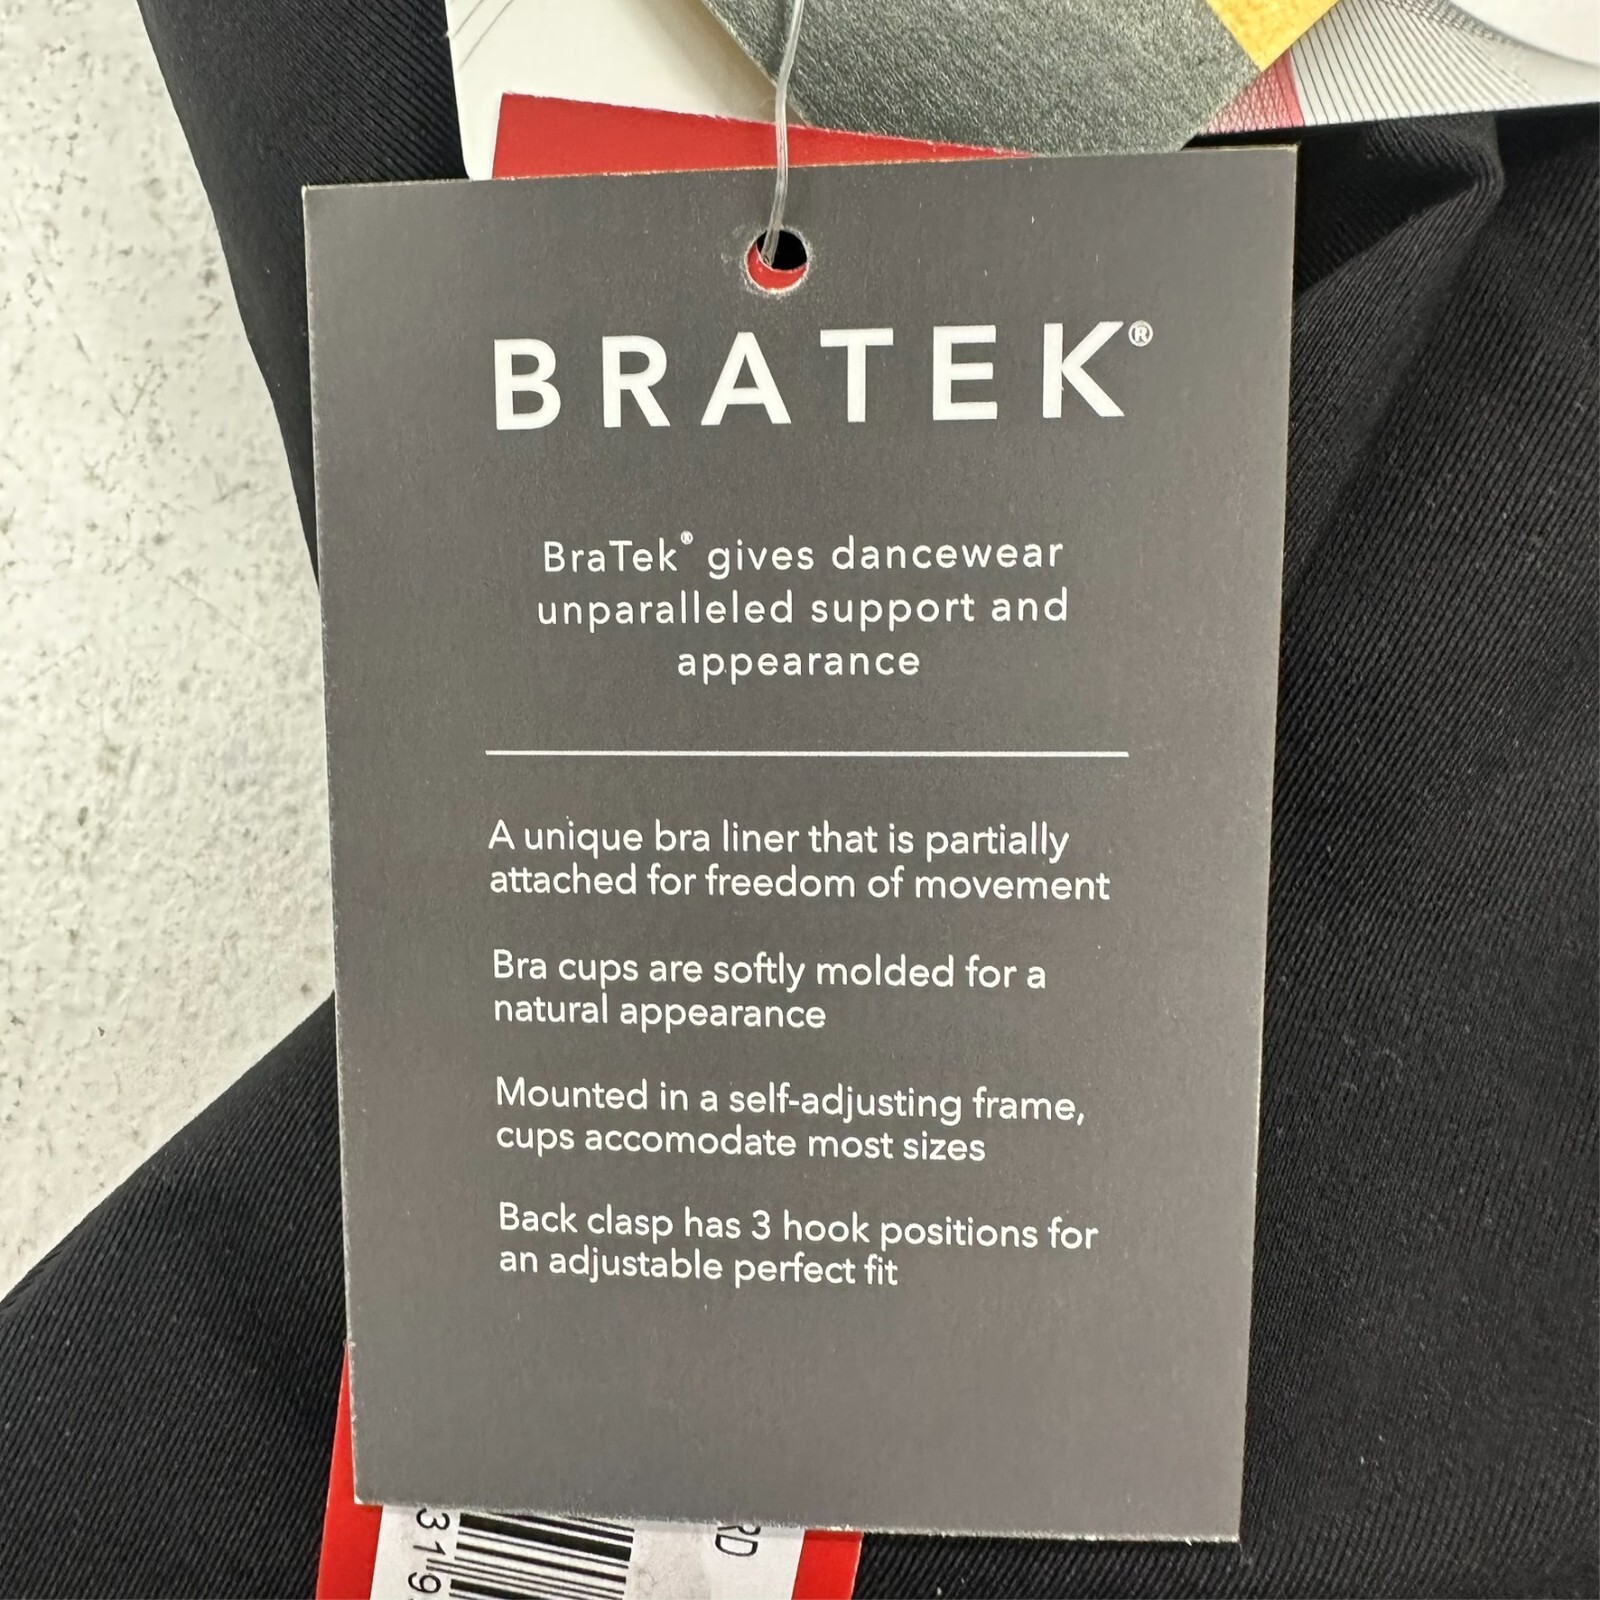 BRATEK®
BraTek® gives dancewear
unparalleled support and
appearance
A unique bra liner that is partially
attached for freedom of movement
Bra cups are softly molded for a
natural appearance
Mounted in a self-adjusting frame,
cups accomodate most sizes
Back clasp has 3 hook positions for
an adjustable perfect fit
RD
319